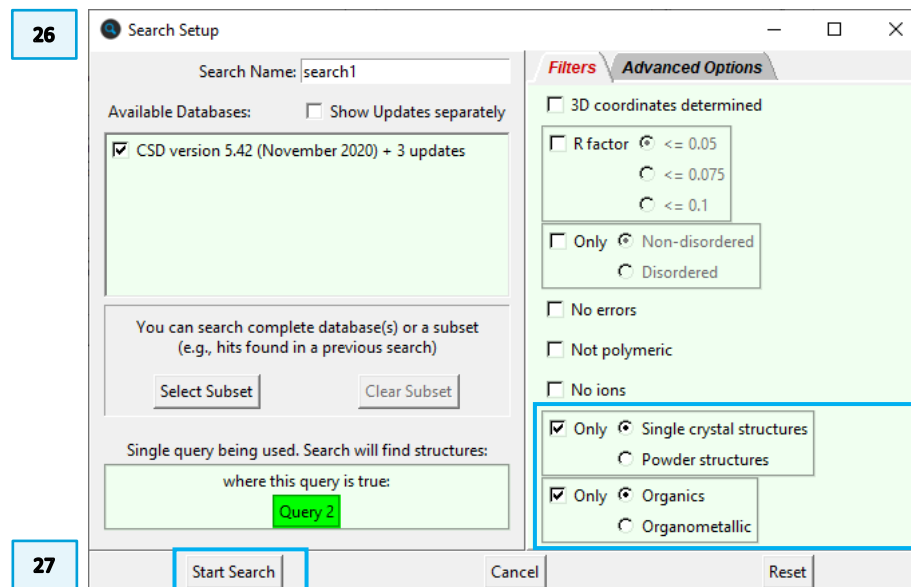 26
Search Setup
Search Name: search1
Available Databases: Show Updates separately
CSD version 5.42 (November 2020) + 3 updates
You can search complete database(s) or a subset
(e.g., hits found in a previous search)
Select Subset Clear Subset
Single query being used. Search will find structures:
where this query is true:
Query 2
Filters Advanced Options
3D coordinates determined
R factor <= 0.05
<= 0.075
<= 0.1
Only Non-disordered
Disordered
No errors
Not polymeric
No ions
Only Single crystal structures
Powder structures
Only Organics
Organometallic
27
Start Search Cancel Reset